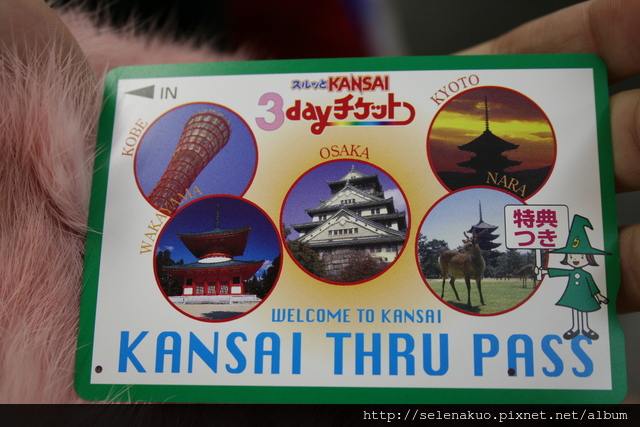 ◀ IN
スルッとKANSAI
3dayチケット
KOBE
KYOTO
OSAKA
WAKAYAMA
NARA
特典
つき
WELCOME TO KANSAI
KANSAI THRU PASS
http://selenakuo.pixnet.net/album